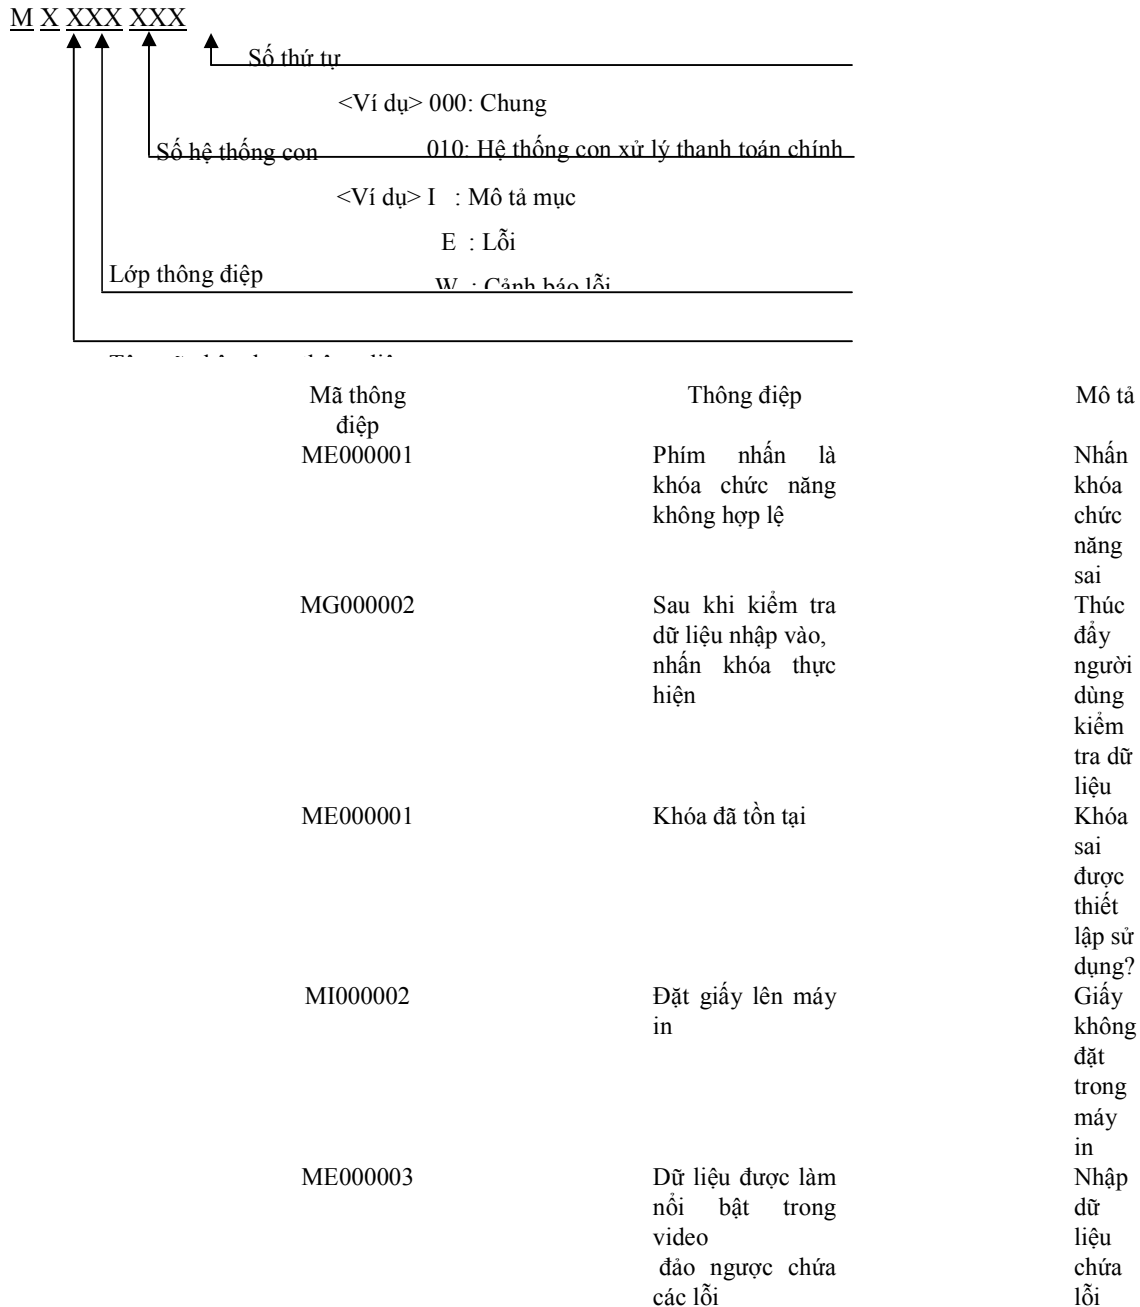 M X XXX XXX
Số thứ tự
<Ví dụ> 000: Chung
Số hệ thống con 010: Hệ thống con xử lý thanh toán chính
<Ví dụ> I : Mô tả mục
E : Lỗi
Lớp thông điệp
W : Cảnh báo lỗi
Mã thông
điệp
Thông điệp
Mô tả
ME000001
Phím nhấn là
khóa chức năng
không hợp lệ
Nhấn
khóa
chức
năng
sai
MG000002
Sau khi kiểm tra
dữ liệu nhập vào,
nhấn khóa thực
hiện
Thúc
đẩy
người
dùng
kiểm
tra dữ
liệu
ME000001
Khóa đã tồn tại
Khóa
sai
được
thiết
lập sử
dụng?
MI000002
Đặt giấy lên máy
in
Giấy
không
đặt
trong
máy
in
ME000003
Dữ liệu được làm
nổi bật trong
video
đảo ngược chứa
các lỗi
Nhập
dữ
liệu
chứa
lỗi